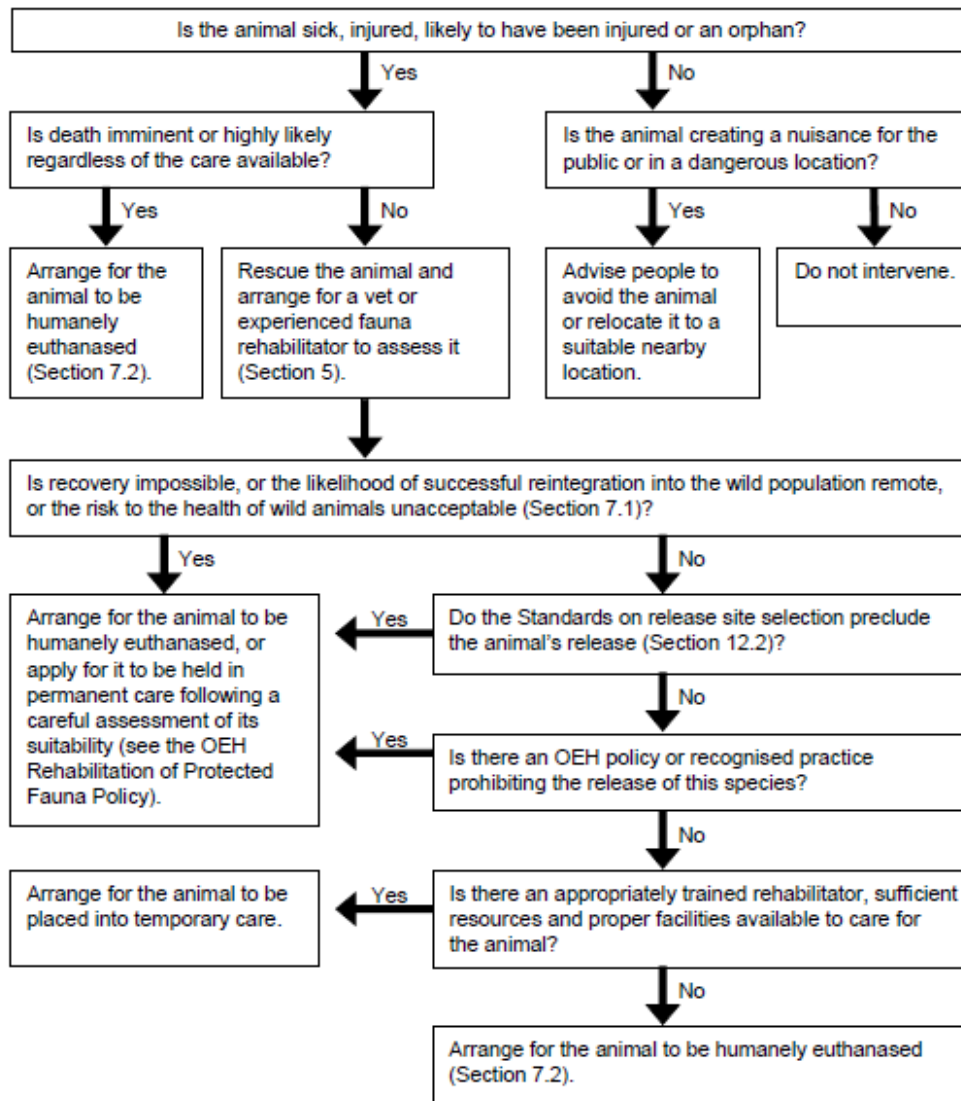 Is the animal sick, injured, likely to have been injured or an orphan?
Yes
No
Is death imminent or highly likely
regardless of the care available?
Is the animal creating a nuisance for the
public or in a dangerous location?
Yes
No
Yes
No
Arrange for the
animal to be
humanely
euthanased
(Section 7.2).
Rescue the animal and
arrange for a vet or
experienced fauna
rehabilitator to assess it
(Section 5).
Advise people to
avoid the animal
or relocate it to a
suitable nearby
location.
Do not intervene.
Is recovery impossible, or the likelihood of successful reintegration into the wild population remote,
or the risk to the health of wild animals unacceptable (Section 7.1)?
Yes
No
Arrange for the animal to be
humanely euthanased, or
apply for it to be held in
permanent care following a
careful assessment of its
suitability (see the OEH
Rehabilitation of Protected
Fauna Policy).
Yes
Do the Standards on release site selection preclude
the animal's release (Section 12.2)?
No
Yes
Is there an OEH policy or recognised practice
prohibiting the release of this species?
No
Arrange for the animal to be
placed into temporary care.
Yes
Is there an appropriately trained rehabilitator, sufficient
resources and proper facilities available to care for
the animal?
No
Arrange for the animal to be humanely euthanased
(Section 7.2).